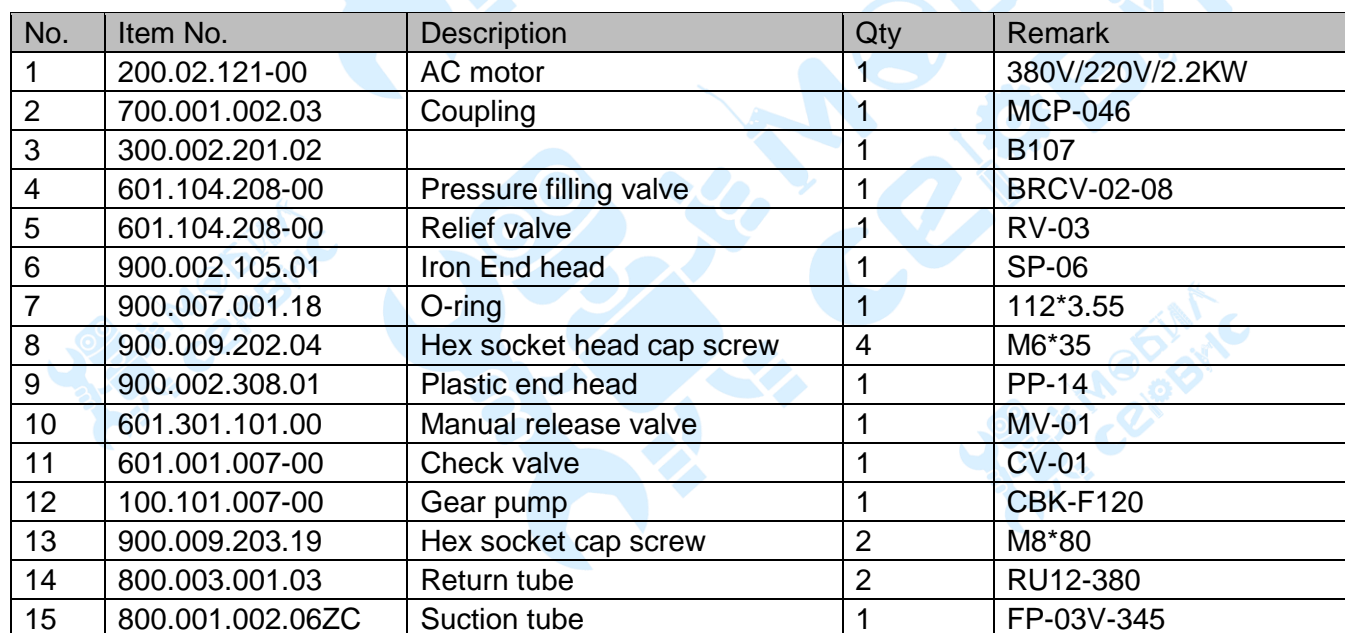 No. Item No. Description Qty Remark
1 200.02.121-00 AC motor 1 380V/220V/2.2KW
2 700.001.002.03 Coupling 1 MCP-046
3 300.002.201.02 1 B107
4 601.104.208-00 Pressure filling valve 1 BRCV-02-08
5 601.104.208-00 Relief valve 1 RV-03
6 900.002.105.01 Iron End head 1 SP-06
7 900.007.001.18 O-ring 1 112*3.55
8 900.009.202.04 Hex socket head cap screw 4 M6*35
9 900.002.308.01 Plastic end head 1 PP-14
10 601.301.101.00 Manual release valve 1 MV-01
11 601.001.007-00 Check valve 1 CV-01
12 100.101.007-00 Gear pump 1 CBK-F120
13 900.009.203.19 Hex socket cap screw 2 M8*80
14 800.003.001.03 Return tube 2 RU12-380
15 800.001.002.06ZC Suction tube 1 FP-03V-345